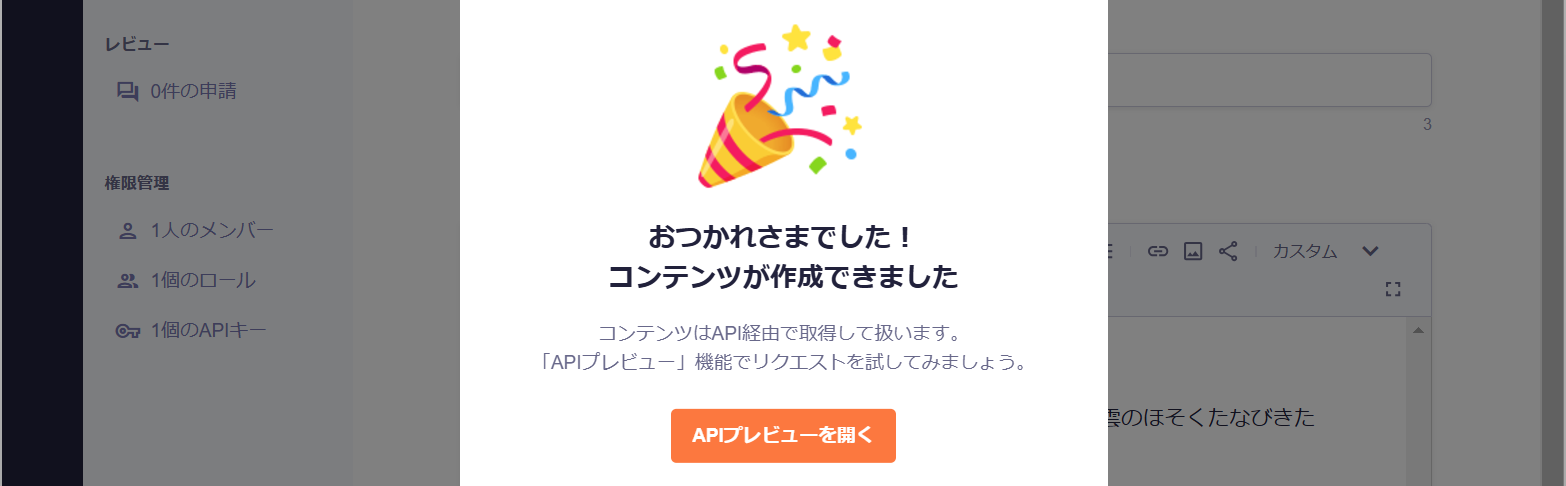 レビュー
0件の申請
権限管理
1人のメンバー
1個のロール
1個のAPIキー
おつかれさまでした！
コンテンツが作成できました
コンテンツはAPI経由で取得して扱います。
「APIプレビュー」機能でリクエストを試してみましょう。
APIプレビューを開く
3
カスタム
雲のほそくたなびきた